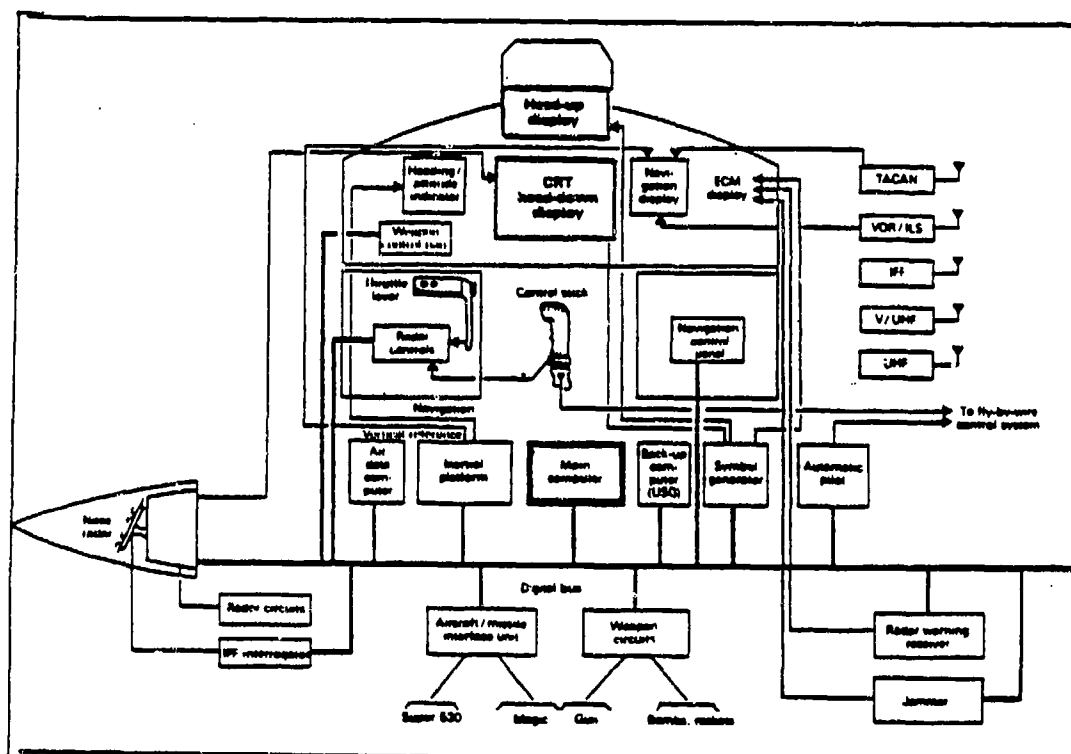 Head-up
display
Heading /
attitude
indicator
CRT
head-down
display
Navi-
gation
display
ECM
display
TACAN
Weapon
control
VOR / ILS
IFF
Throttle
lever
Control stick
V / UHF
Radar
controls
Navigation
control
panel
UHF
Navigation
To fly-by-wire
control system
Vertical reference
Air
data
com-
puter
Inertial
platform
Main
computer
Back-up
com-
puter
Symbol
generator
Automatic
pilot
Nose
radar
Digital bus
Radar circuits
Aircraft / missile
interface unit
Weapon
circuits
Radar warning
receiver
IFF interrogator
Jammer
Super 530
Magic
Gun
Bombs, rockets